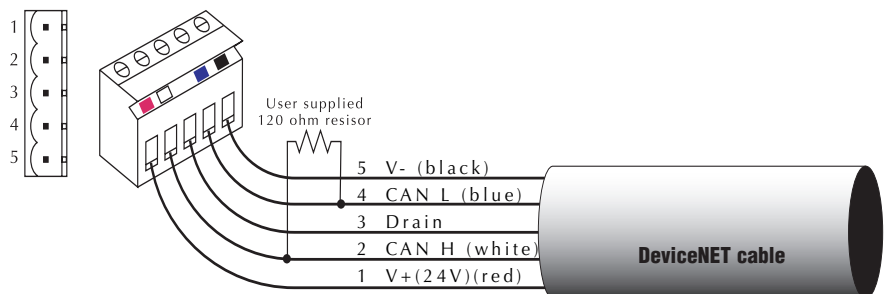 1
2
3
4
5
User supplied
120 ohm resisor
5 V- (black)
4 CAN L (blue)
3 Drain
2 CAN H (white)
1 V+(24V)(red)
DeviceNET cable